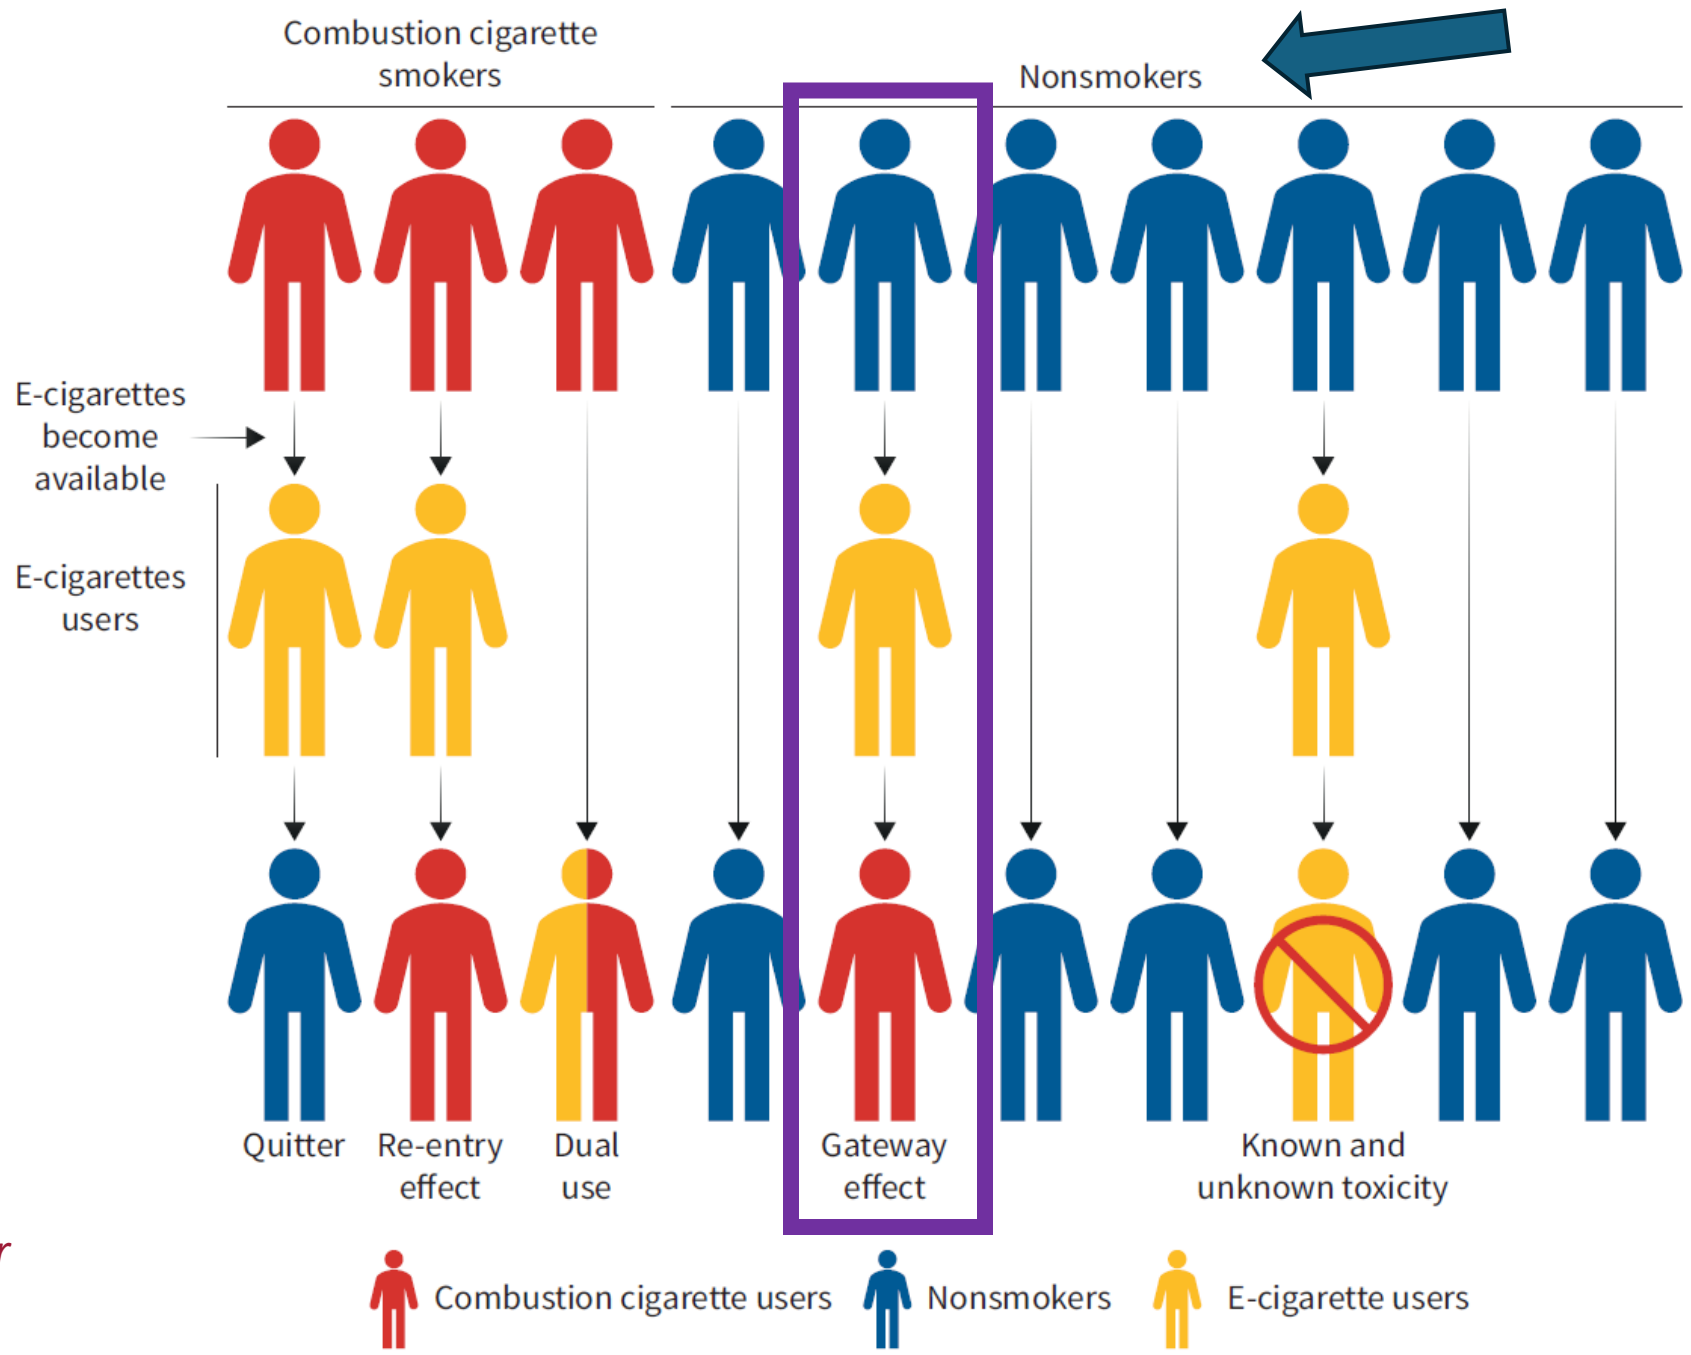 Combustion cigarette
smokers
Nonsmokers
E-cigarettes
become
available
E-cigarettes
users
Quitter
Re-entry
effect
Dual
use
Gateway
effect
Known and
unknown toxicity
r
Combustion cigarette users
Nonsmokers
E-cigarette users